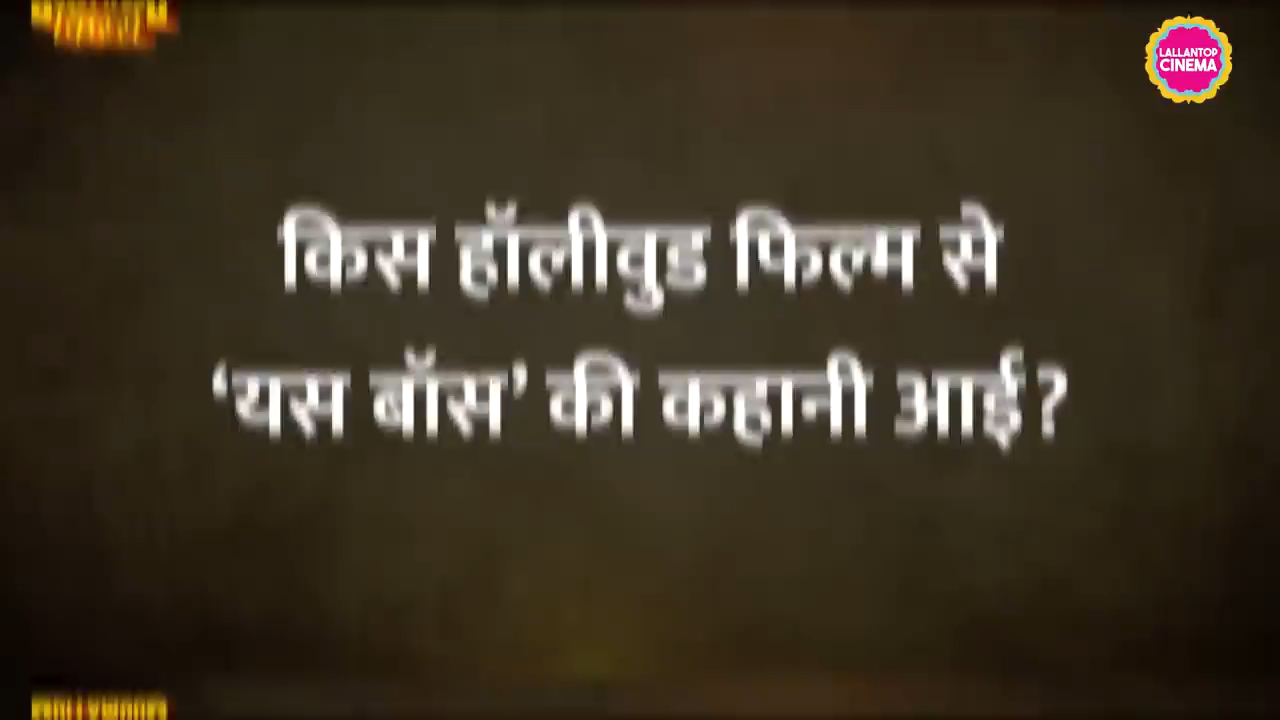 LALLANTOP
CINEMA
किस हॉलीवुड फिल्म से
‘यस बॉस’ की कहानी आई?